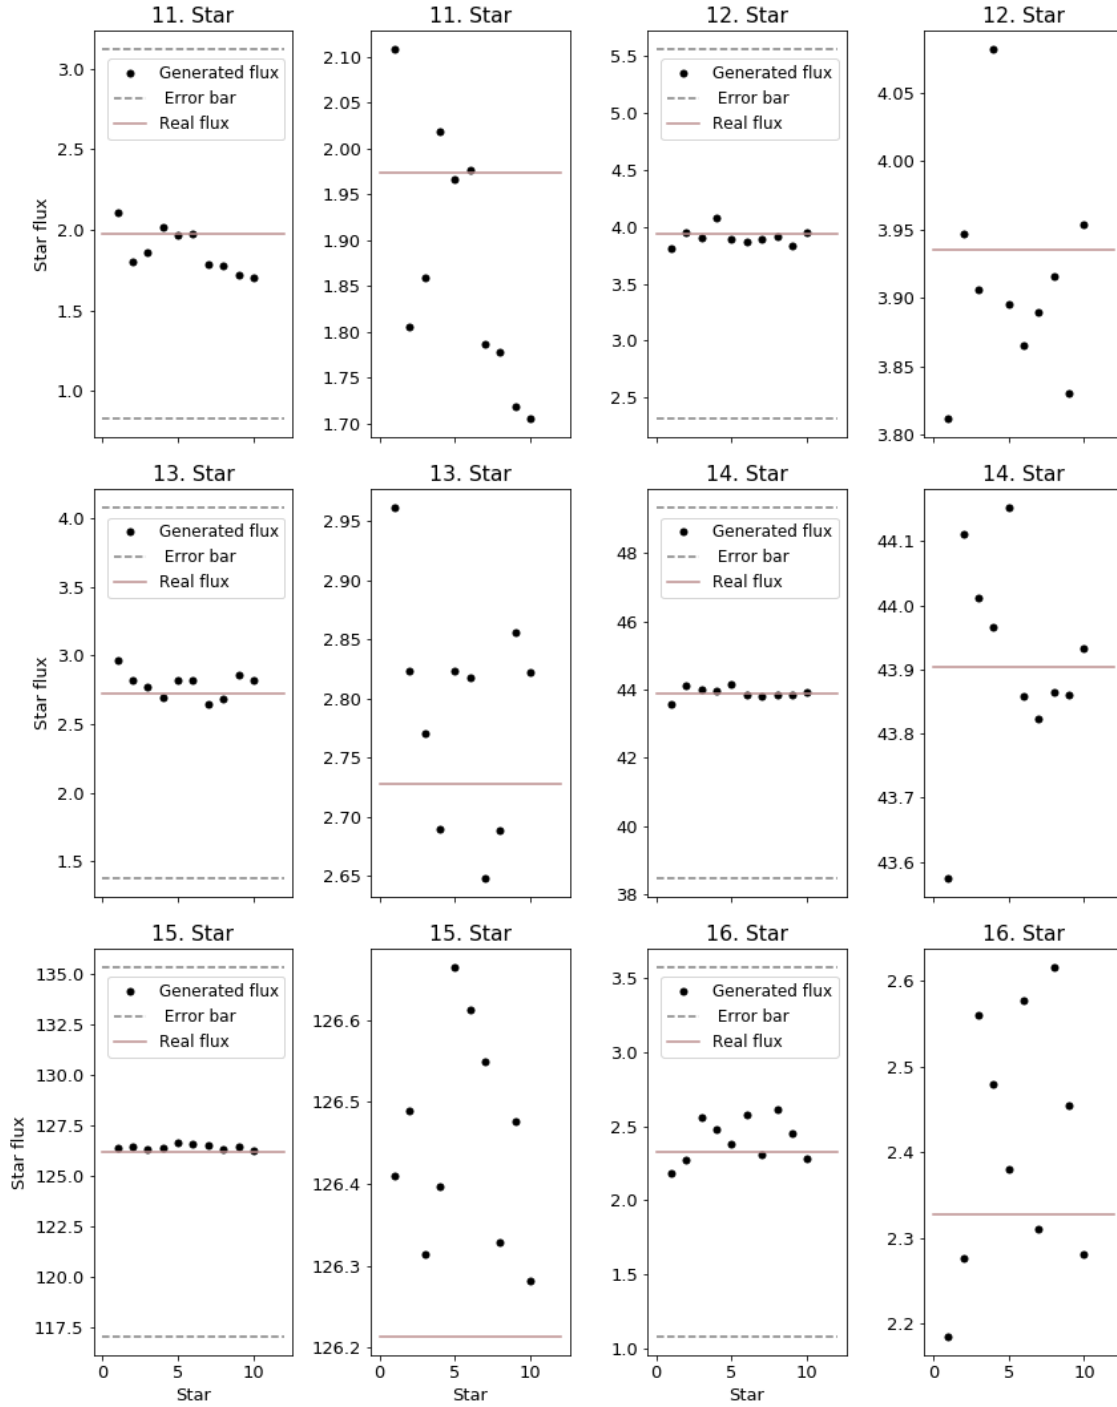 11. Star
11. Star
12. Star
12. Star
3.0
2.5
2.0
1.5
1.0
Star flux
Generated flux
Error bar
Real flux
2.10
2.05
2.00
1.95
1.90
1.85
1.80
1.75
1.70
5.5
5.0
4.5
4.0
3.5
3.0
2.5
Generated flux
Error bar
Real flux
4.05
4.00
3.95
3.90
3.85
3.80
13. Star
13. Star
14. Star
14. Star
4.0
3.5
3.0
2.5
2.0
1.5
Star flux
Generated flux
Error bar
Real flux
2.95
2.90
2.85
2.80
2.75
2.70
2.65
48
46
44
42
40
38
Generated flux
Error bar
Real flux
44.1
44.0
43.9
43.8
43.7
43.6
15. Star
15. Star
16. Star
16. Star
135.0
132.5
130.0
127.5
125.0
122.5
120.0
117.5
Star flux
Generated flux
Error bar
Real flux
126.6
126.5
126.4
126.3
126.2
3.5
3.0
2.5
2.0
1.5
1.0
Generated flux
Error bar
Real flux
2.6
2.5
2.4
2.3
2.2
0 5 10
0 5 10
0 5 10
0 5 10
Star
Star
Star
Star